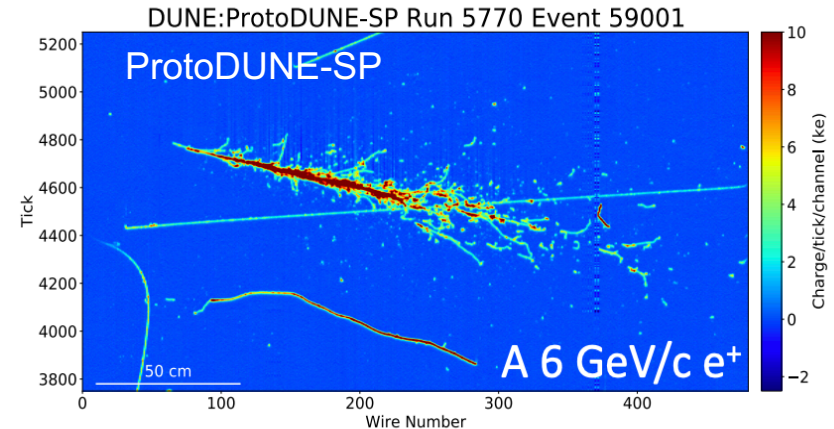 DUNE:ProtoDUNE-SP Run 5770 Event 59001
ProtoDUNE-SP
5200
5000
4800
4600
4400
4200
4000
3800
Tick
50 cm
A 6 GeV/c e⁺
0
100
200
300
400
Wire Number
10
8
6
4
2
0
−2
Charge/tick/channel (ke)